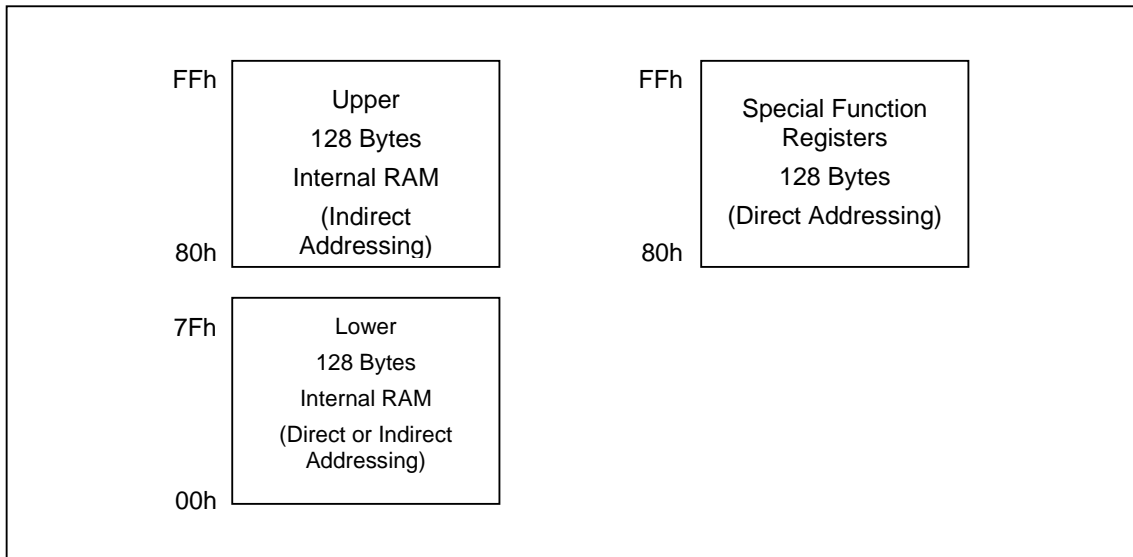 FFh
Upper
128 Bytes
Internal RAM
(Indirect
Addressing)
80h
FFh
Special Function
Registers
128 Bytes
(Direct Addressing)
80h
7Fh
Lower
128 Bytes
Internal RAM
(Direct or Indirect
Addressing)
00h